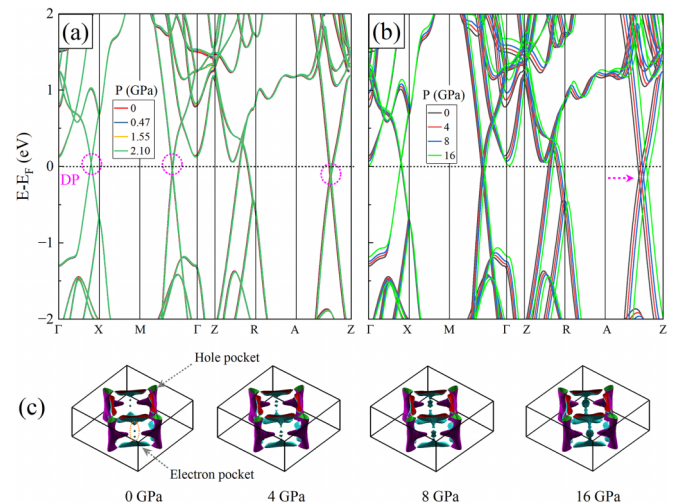 (a)
(b)
2
1
0
−1
−2
E-E_F (eV)
P (GPa)
0
0.47
1.55
2.10
DP
P (GPa)
0
4
8
16
Γ X M Γ Z R A Z
Γ X M Γ Z R A Z
(c)
Hole pocket
Electron pocket
0 GPa
4 GPa
8 GPa
16 GPa